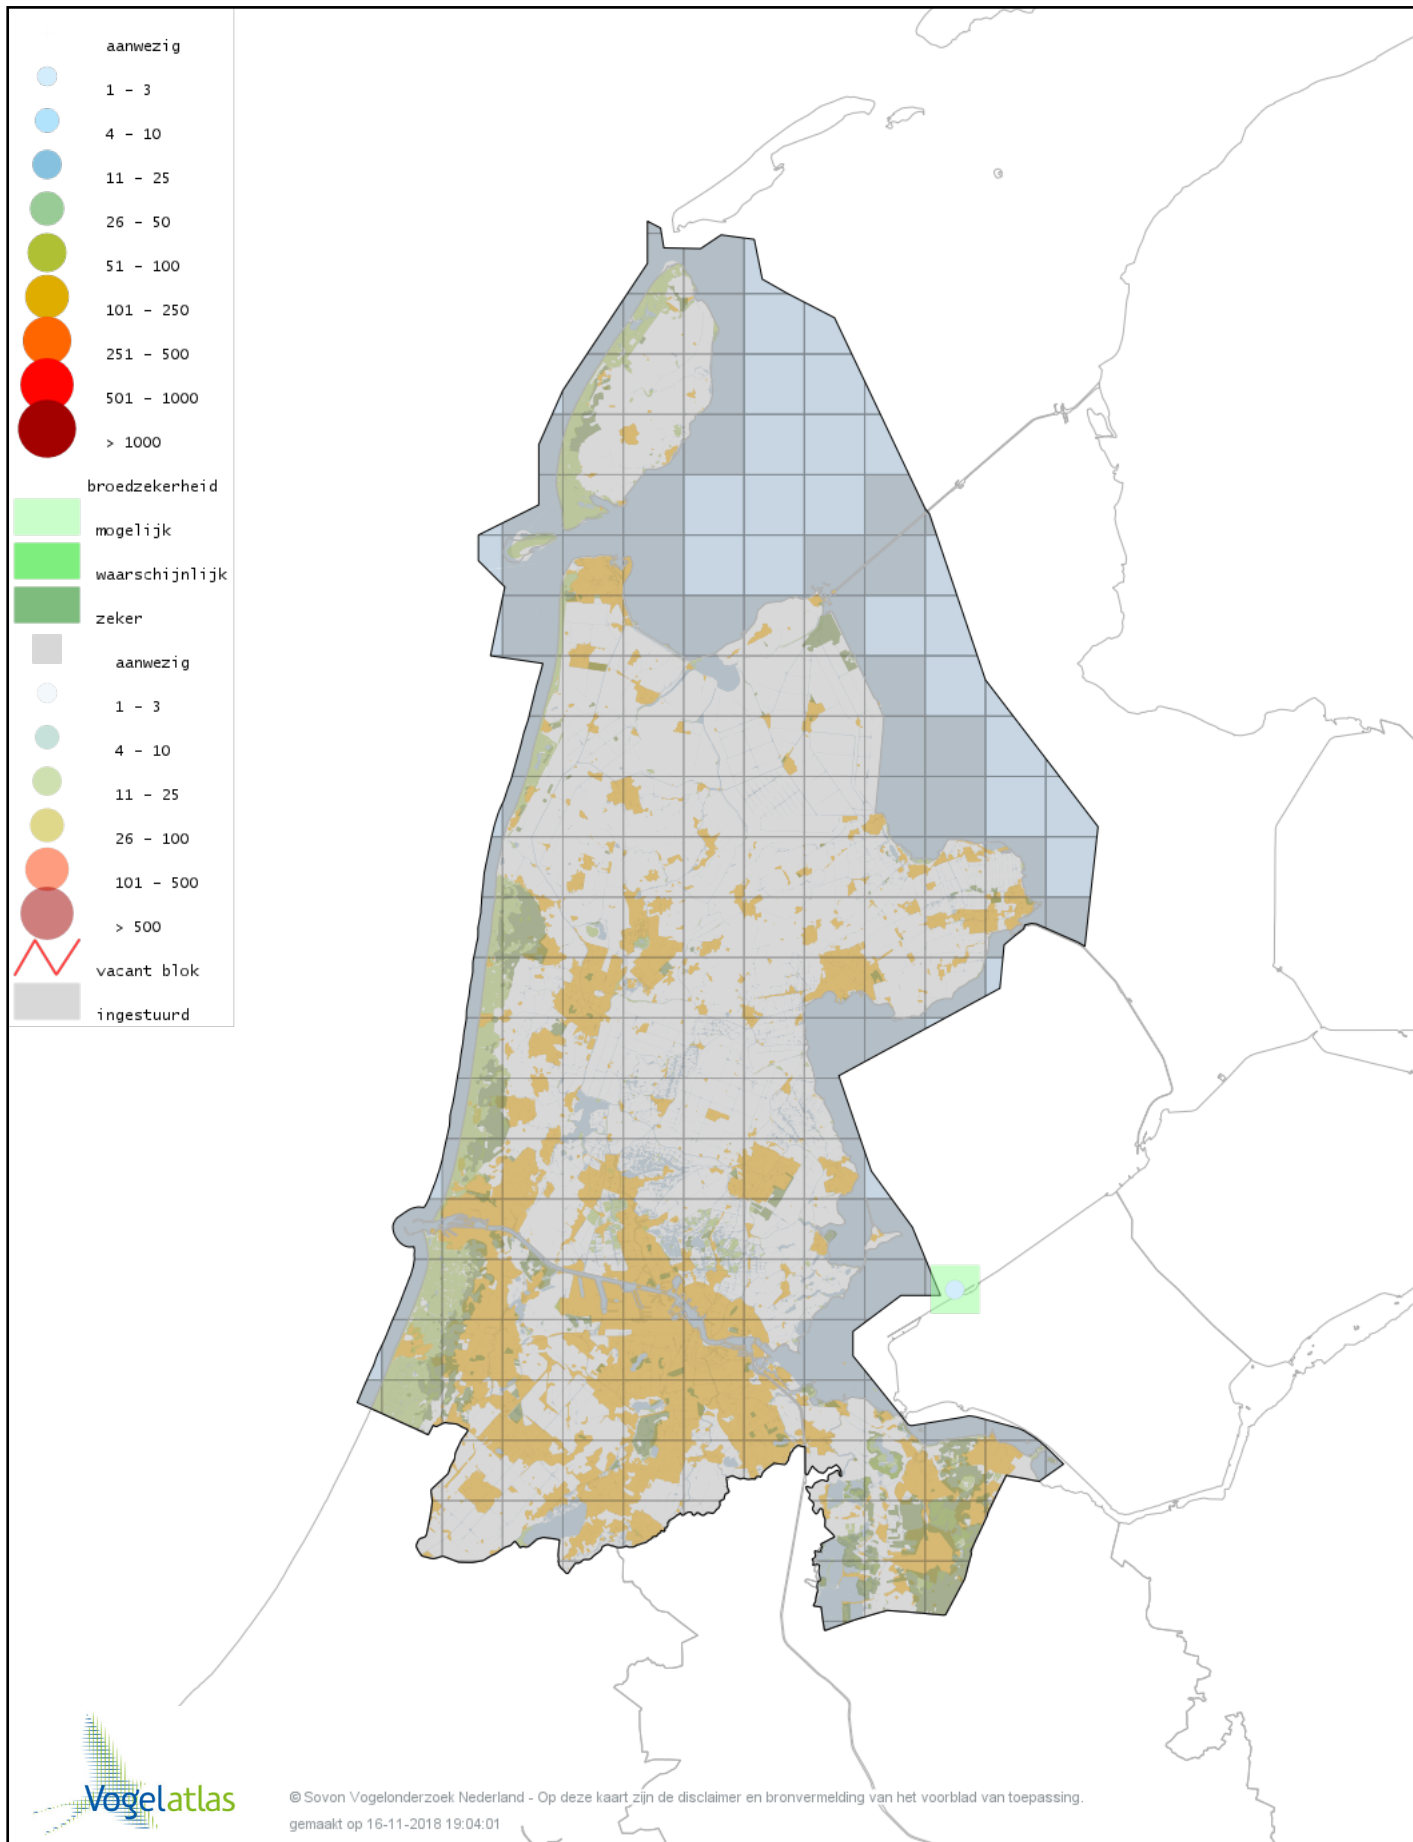 aanwezig
1 - 3
4 - 10
11 - 25
26 - 50
51 - 100
101 - 250
251 - 500
501 - 1000
> 1000
broedzekerheid
mogelijk
waarschijnlijk
zeker
aanwezig
1 - 3
4 - 10
11 - 25
26 - 100
101 - 500
> 500
vacant blok
ingestuurd
Vogelatlas
© Sovon Vogelonderzoek Nederland - Op deze kaart zijn de disclaimer en bronvermelding van het voorblad van toepassing.
gemaakt op 16-11-2018 19:04:01